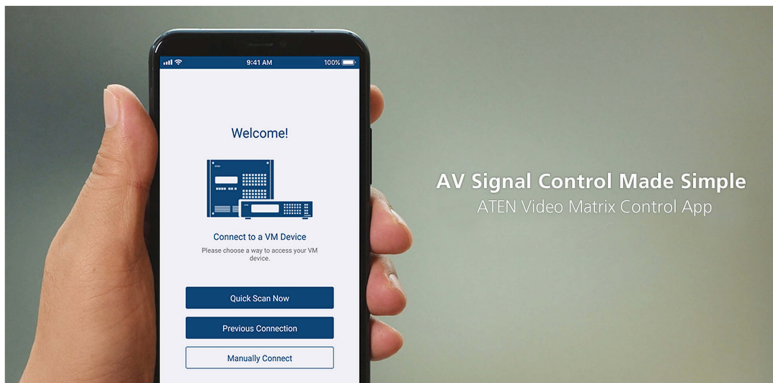 9:41 AM
100%
Welcome!
Connect to a VM Device
Please choose a way to access your VM
device.
Quick Scan Now
Previous Connection
Manually Connect
AV Signal Control Made Simple
ATEN Video Matrix Control App